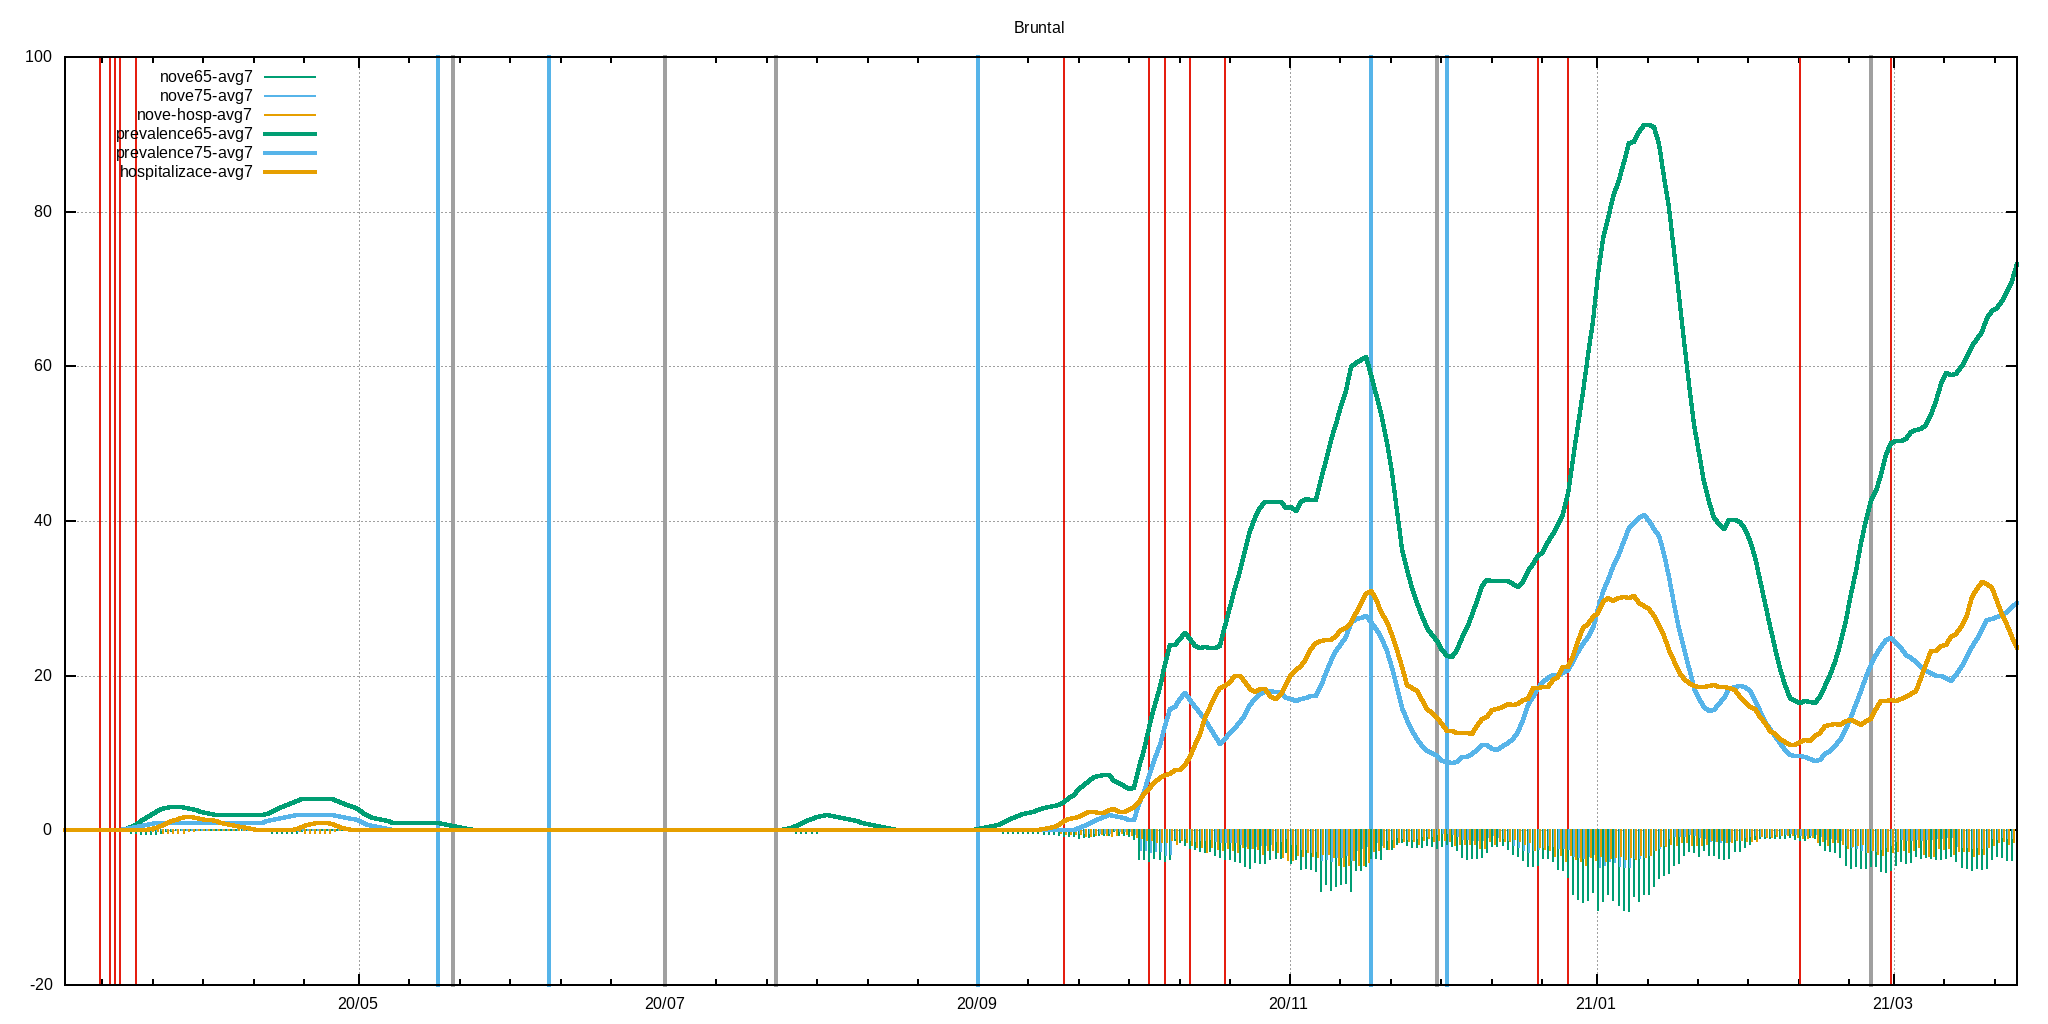 Bruntal
100
nove65-avg7
nove75-avg7
nove-hosp-avg7
prevalence65-avg7
prevalence75-avg7
hospitalizace-avg7
80
60
40
20
0
-20
20/05 20/07 20/09 20/11 21/01 21/03